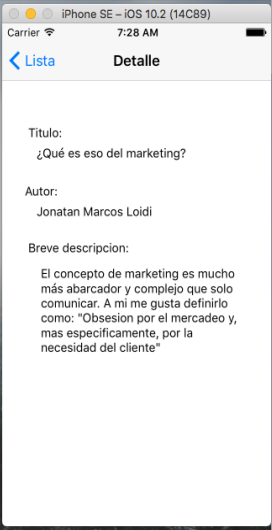 iPhone SE – iOS 10.2 (14C89)
Carrier 7:28 AM
Lista Detalle
Titulo:
¿Qué es eso del marketing?
Autor:
Jonatan Marcos Loidi
Breve descripcion:
El concepto de marketing es mucho
más abarcador y complejo que solo
comunicar. A mi me gusta definirlo
como: "Obsesion por el mercadeo y,
mas especificamente, por la
necesidad del cliente"